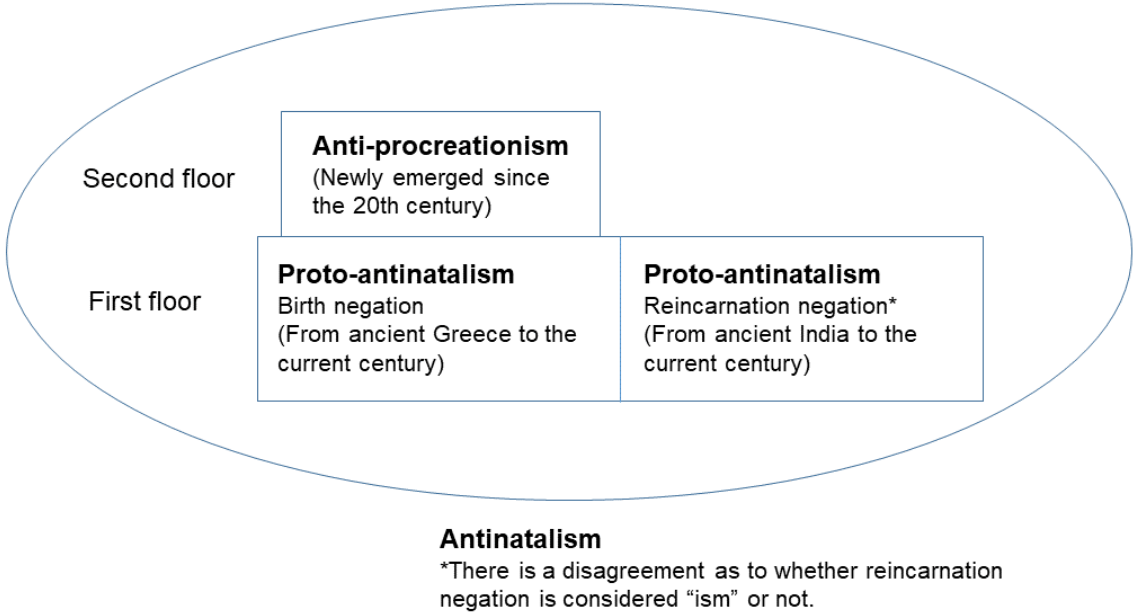 Second floor
Anti-procreationism
(Newly emerged since
the 20th century)
First floor
Proto-antinatalism
Birth negation
(From ancient Greece to the
current century)
Proto-antinatalism
Reincarnation negation*
(From ancient India to the
current century)
Antinatalism
*There is a disagreement as to whether reincarnation
negation is considered “ism” or not.